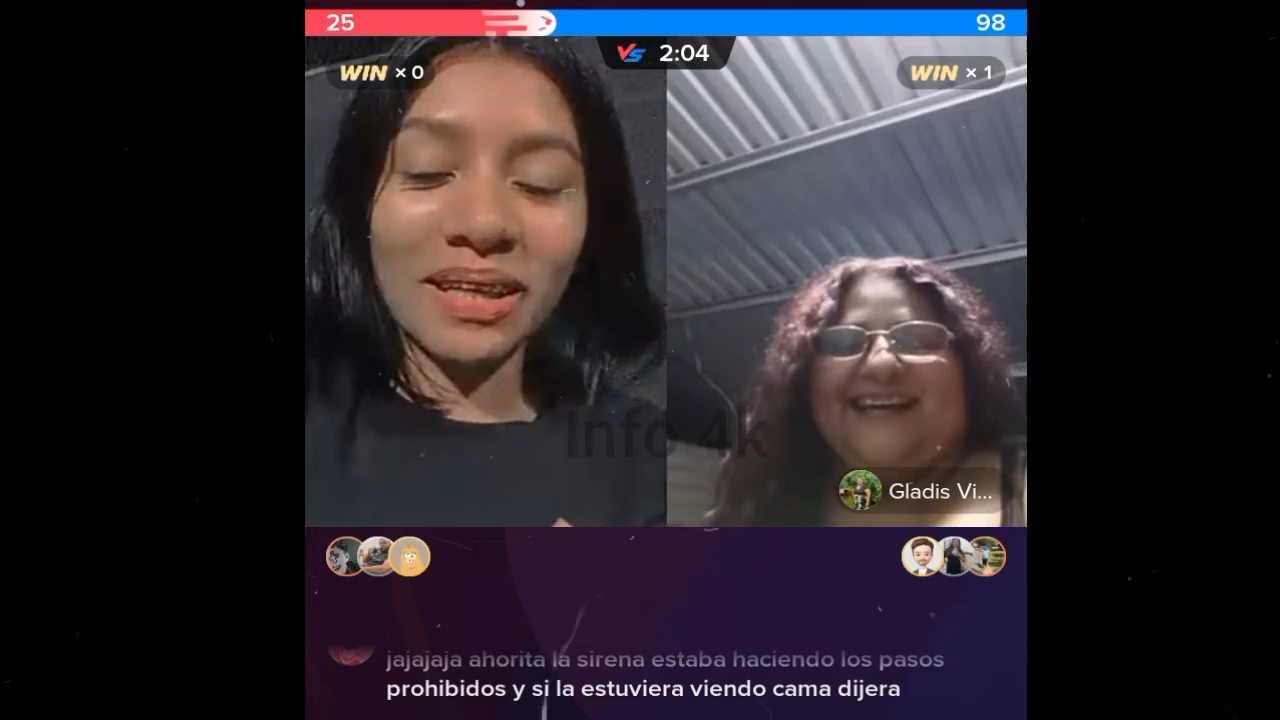 25
98
VS 2:04
WIN × 0
WIN × 1
Info 4k
Gladis Vi...
jajajaja ahorita la sirena estaba haciendo los pasos
prohibidos y si la estuviera viendo cama dijera